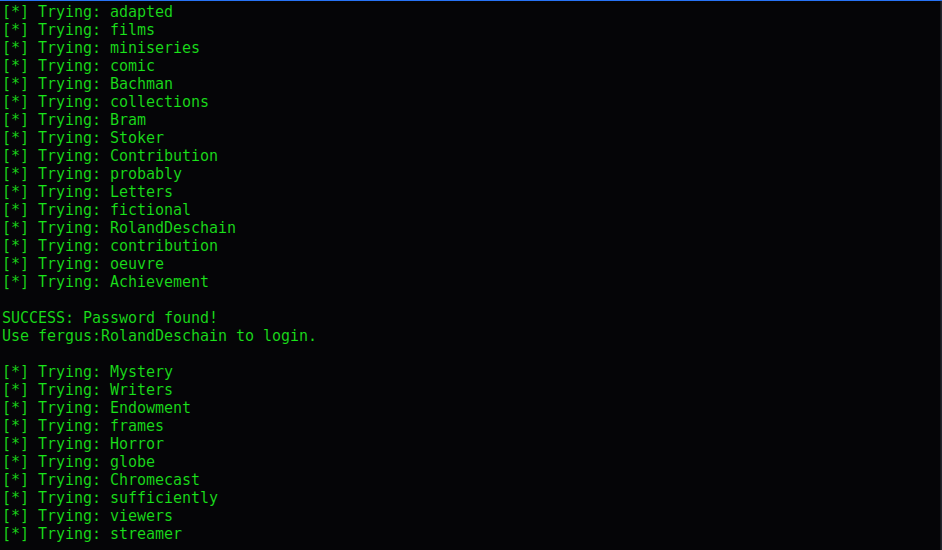 [*] Trying: adapted
[*] Trying: films
[*] Trying: miniseries
[*] Trying: comic
[*] Trying: Bachman
[*] Trying: collections
[*] Trying: Bram
[*] Trying: Stoker
[*] Trying: Contribution
[*] Trying: probably
[*] Trying: Letters
[*] Trying: fictional
[*] Trying: RolandDeschain
[*] Trying: contribution
[*] Trying: oeuvre
[*] Trying: Achievement
SUCCESS: Password found!
Use fergus:RolandDeschain to login.
[*] Trying: Mystery
[*] Trying: Writers
[*] Trying: Endowment
[*] Trying: frames
[*] Trying: Horror
[*] Trying: globe
[*] Trying: Chromecast
[*] Trying: sufficiently
[*] Trying: viewers
[*] Trying: streamer